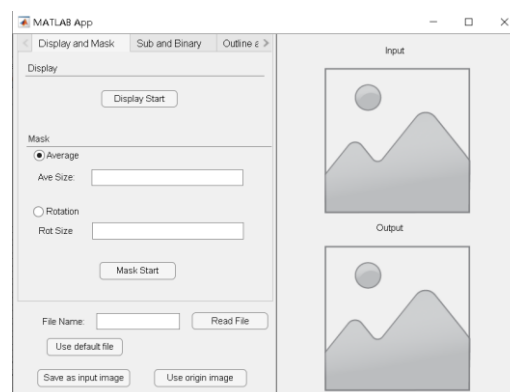 MATLAB App
Display and Mask
Sub and Binary
Outline a
Display
Display Start
Mask
Average
Ave Size:
Rotation
Rot Size
Mask Start
File Name:
Read File
Use default file
Save as input image
Use origin image
Input
Output